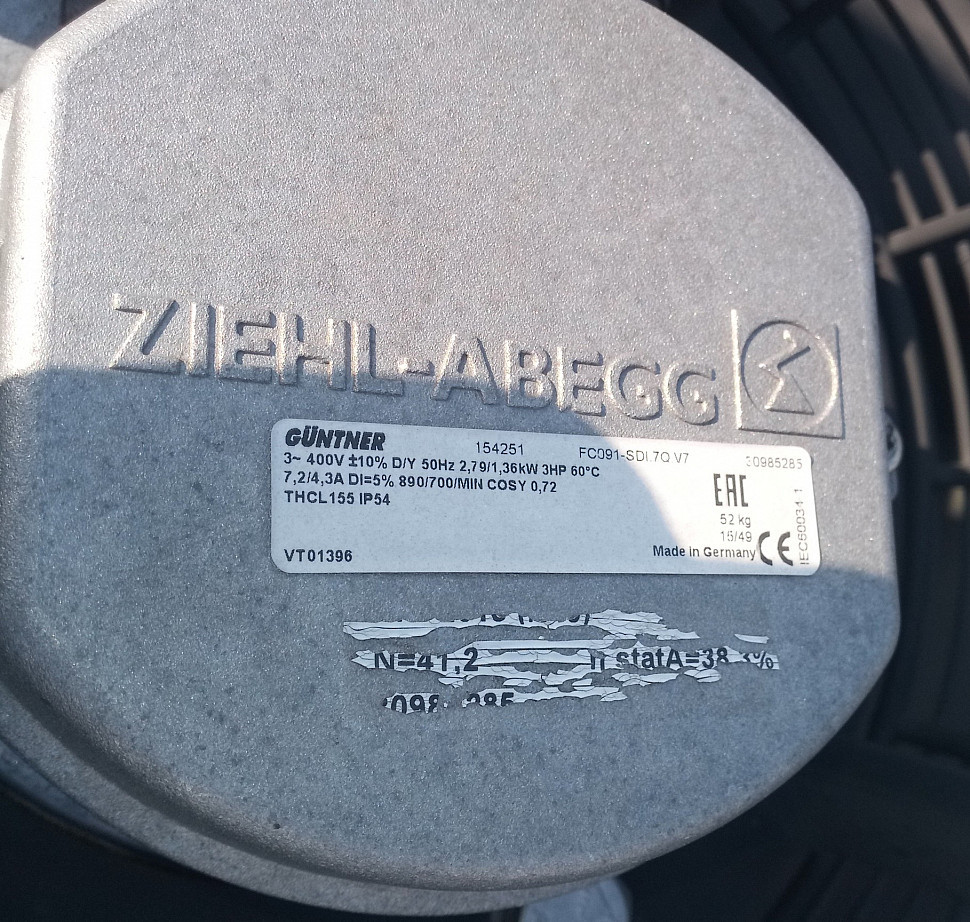 ZIEHL-ABEGG
GÜNTNER 154251 FC091-SDI.7Q.V7 30985285
3~ 400V ±10% D/Y 50Hz 2,79/1,36kW 3HP 60°C
7,2/4,3A DI=5% 890/700/MIN COSY 0,72
THCL155 IP54
EAC
52 kg
15/49
VT01396 Made in Germany CE
IEC60034-1
N=41,2 statA=38